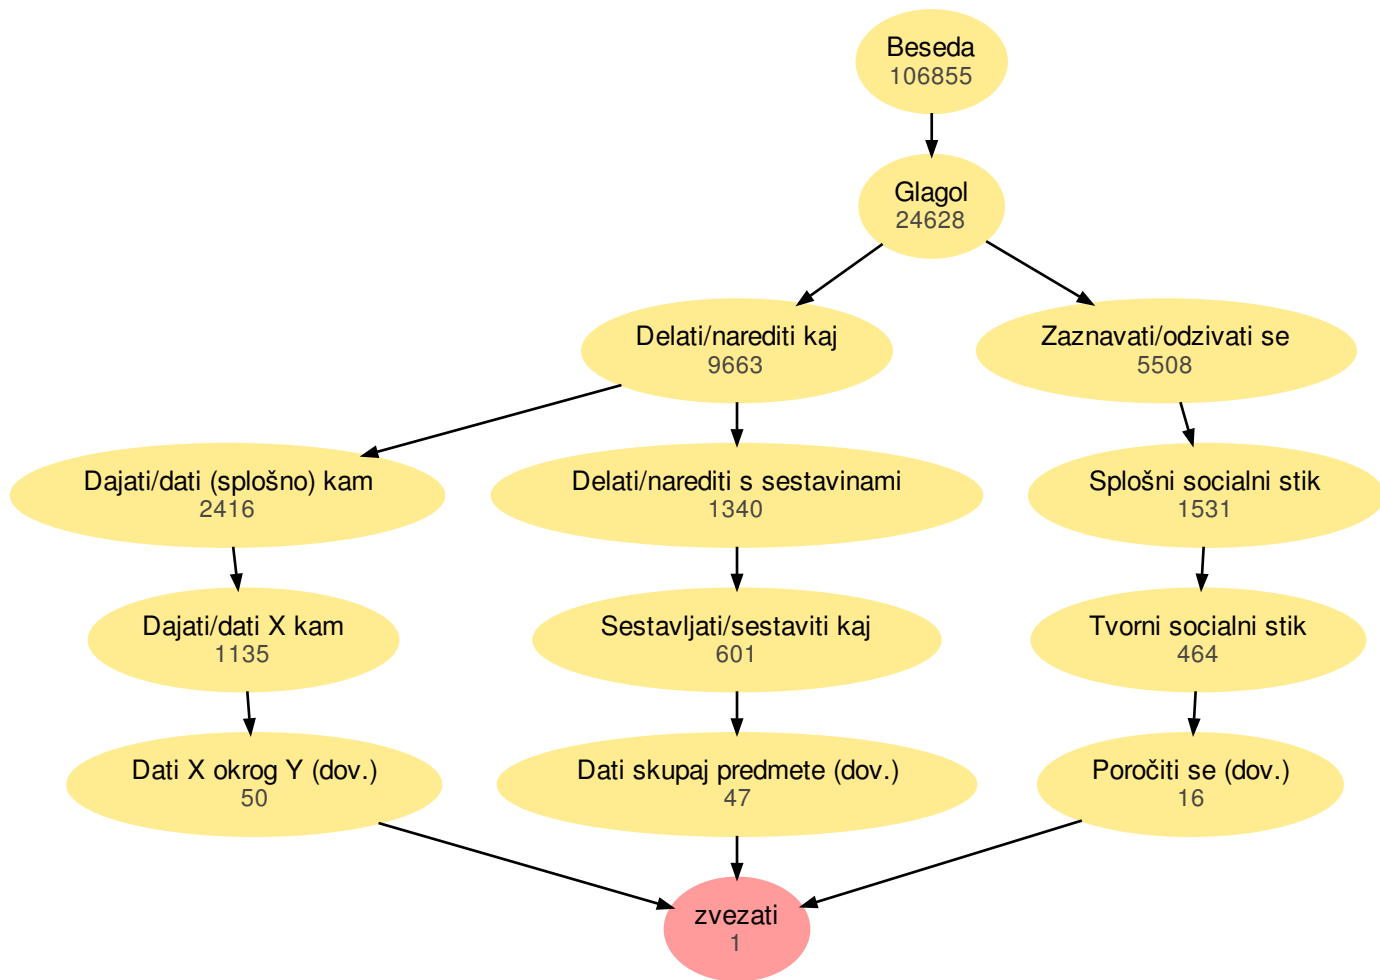 Beseda
106855
Glagol
24628
Delati/narediti kaj
9663
Zaznavati/odzivati se
5508
Dajati/dati (splošno) kam
2416
Delati/narediti s sestavinami
1340
Splošni socialni stik
1531
Dajati/dati X kam
1135
Sestavljati/sestaviti kaj
601
Tvorni socialni stik
464
Dati X okrog Y (dov.)
50
Dati skupaj predmete (dov.)
47
Poročiti se (dov.)
16
zvezati
1